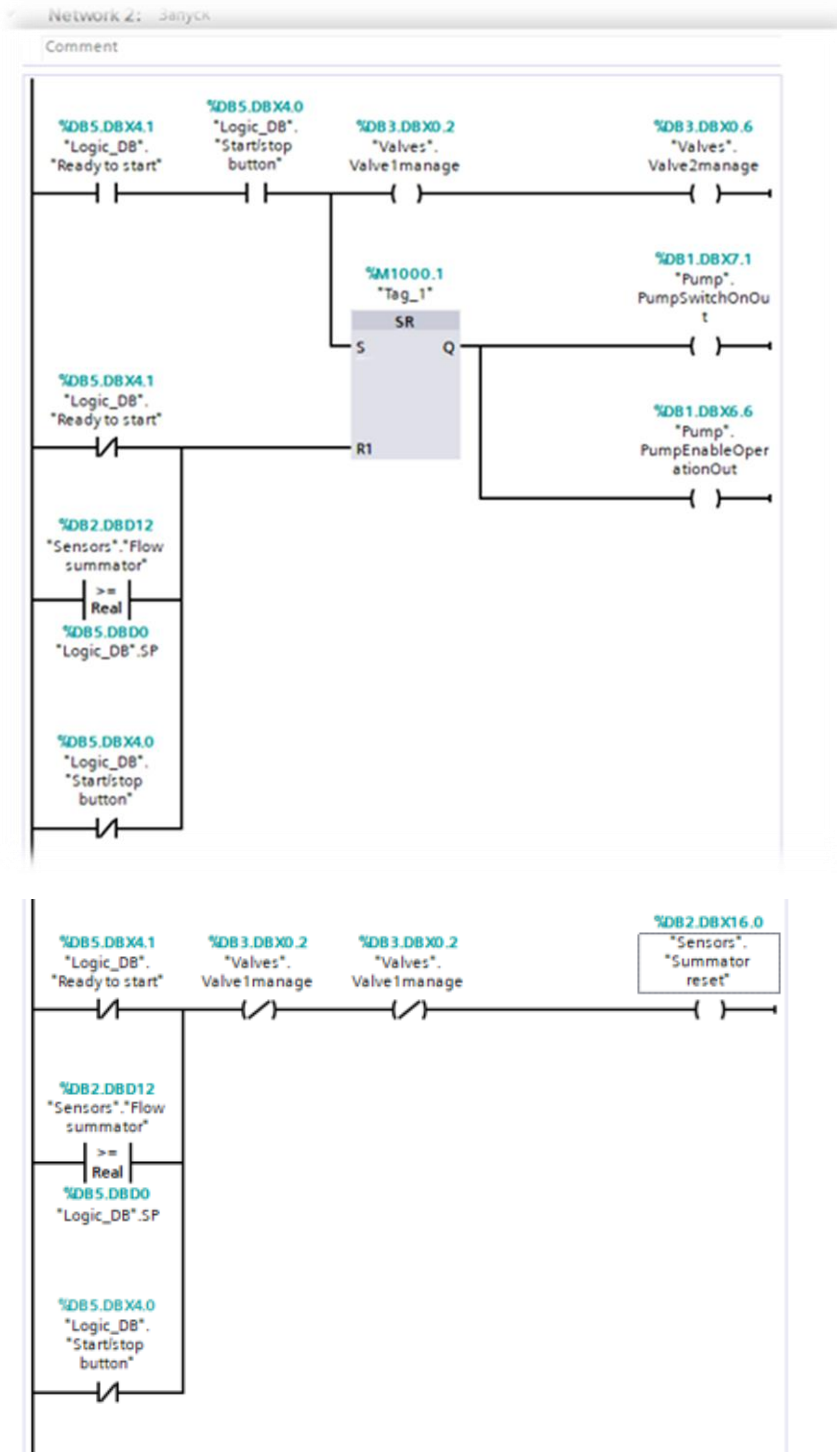 Network 2: Запуск
Comment
%DB5.DBX4.1
"Logic_DB".
"Ready to start"
%DB5.DBX4.0
"Logic_DB".
"Start/stop
button"
%DB3.DBX0.2
"Valves".
Valve1manage
%DB3.DBX0.6
"Valves".
Valve2manage
%M1000.1
"Tag_1"
SR
S
Q
R1
%DB1.DBX7.1
"Pump".
PumpSwitchOnOu
t
%DB1.DBX6.6
"Pump".
PumpEnableOper
ationOut
%DB5.DBX4.1
"Logic_DB".
"Ready to start"
%DB2.DBD12
"Sensors"."Flow
summator"
>=
Real
%DB5.DBD0
"Logic_DB".SP
%DB5.DBX4.0
"Logic_DB".
"Start/stop
button"
%DB5.DBX4.1
"Logic_DB".
"Ready to start"
%DB3.DBX0.2
"Valves".
Valve1manage
%DB3.DBX0.2
"Valves".
Valve1manage
%DB2.DBX16.0
"Sensors".
"Summator
reset"
%DB2.DBD12
"Sensors"."Flow
summator"
>=
Real
%DB5.DBD0
"Logic_DB".SP
%DB5.DBX4.0
"Logic_DB".
"Start/stop
button"